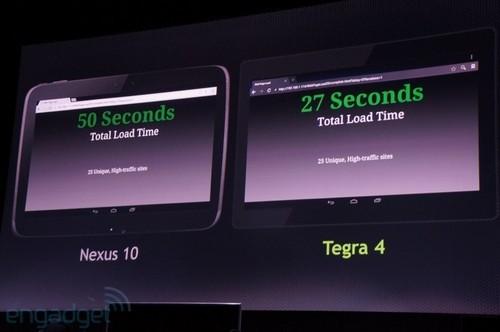 50 Seconds
Total Load Time
25 Unique, High-traffic sites
Nexus 10
27 Seconds
Total Load Time
25 Unique, High-traffic sites
Tegra 4
engadget